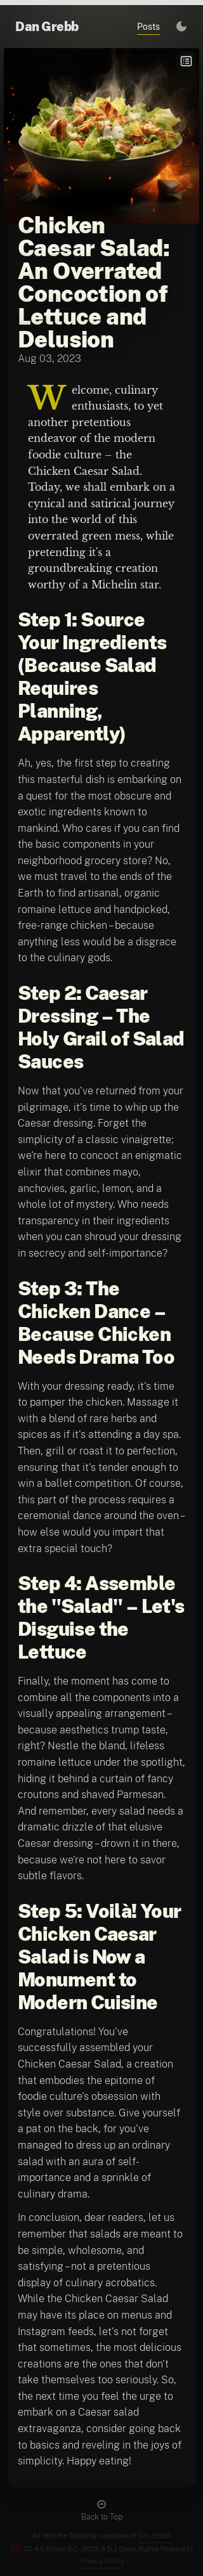 Dan Grebb
Posts
Chicken
Caesar Salad:
An Overrated
Concoction of
Lettuce and
Delusion
Aug 03, 2023
Welcome, culinary
enthusiasts, to yet
another pretentious
endeavor of the modern
foodie culture – the
Chicken Caesar Salad.
Today, we shall embark on a
cynical and satirical journey
into the world of this
overrated green mess, while
pretending it's a
groundbreaking creation
worthy of a Michelin star.
Step 1: Source
Your Ingredients
(Because Salad
Requires
Planning,
Apparently)
Ah, yes, the first step to creating
this masterful dish is embarking on
a quest for the most obscure and
exotic ingredients known to
mankind. Who cares if you can find
the basic components in your
neighborhood grocery store? No,
we must travel to the ends of the
Earth to find artisanal, organic
romaine lettuce and handpicked,
free-range chicken – because
anything less would be a disgrace
to the culinary gods.
Step 2: Caesar
Dressing – The
Holy Grail of Salad
Sauces
Now that you've returned from your
pilgrimage, it's time to whip up the
Caesar dressing. Forget the
simplicity of a classic vinaigrette;
we're here to concoct an enigmatic
elixir that combines mayo,
anchovies, garlic, lemon, and a
whole lot of mystery. Who needs
transparency in their ingredients
when you can shroud your dressing
in secrecy and self-importance?
Step 3: The
Chicken Dance –
Because Chicken
Needs Drama Too
With your dressing ready, it's time
to pamper the chicken. Massage it
with a blend of rare herbs and
spices as if it's attending a day spa.
Then, grill or roast it to perfection,
ensuring that it's tender enough to
win a ballet competition. Of course,
this part of the process requires a
ceremonial dance around the oven –
how else would you impart that
extra special touch?
Step 4: Assemble
the "Salad" – Let's
Disguise the
Lettuce
Finally, the moment has come to
combine all the components into a
visually appealing arrangement –
because aesthetics trump taste,
right? Nestle the bland, lifeless
romaine lettuce under the spotlight,
hiding it behind a curtain of fancy
croutons and shaved Parmesan.
And remember, every salad needs a
dramatic drizzle of that elusive
Caesar dressing – drown it in there,
because we're not here to savor
subtle flavors.
Step 5: Voilà! Your
Chicken Caesar
Salad is Now a
Monument to
Modern Cuisine
Congratulations! You've
successfully assembled your
Chicken Caesar Salad, a creation
that embodies the epitome of
foodie culture's obsession with
style over substance. Give yourself
a pat on the back, for you've
managed to dress up an ordinary
salad with an aura of self-
importance and a sprinkle of
culinary drama.
In conclusion, dear readers, let us
remember that salads are meant to
be simple, wholesome, and
satisfying – not a pretentious
display of culinary acrobatics.
While the Chicken Caesar Salad
may have its place on menus and
Instagram feeds, let's not forget
that sometimes, the most delicious
creations are the ones that don't
take themselves too seriously. So,
the next time you feel the urge to
embark on a Caesar salad
extravaganza, consider going back
to basics and reveling in the joys of
simplicity. Happy eating!
Back to Top
All text the fumbling creations of Dan Grebb.
CC 4.5 billion B.C.–2023 A.D. | Some Rights Reserved |
Privacy Policy